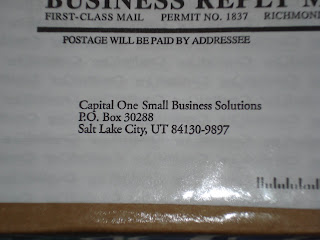 BUSINESS REPLY M
FIRST-CLASS MAIL PERMIT NO. 1837 RICHMOND
POSTAGE WILL BE PAID BY ADDRESSEE
Capital One Small Business Solutions
P.O. Box 30288
Salt Lake City, UT 84130-9897